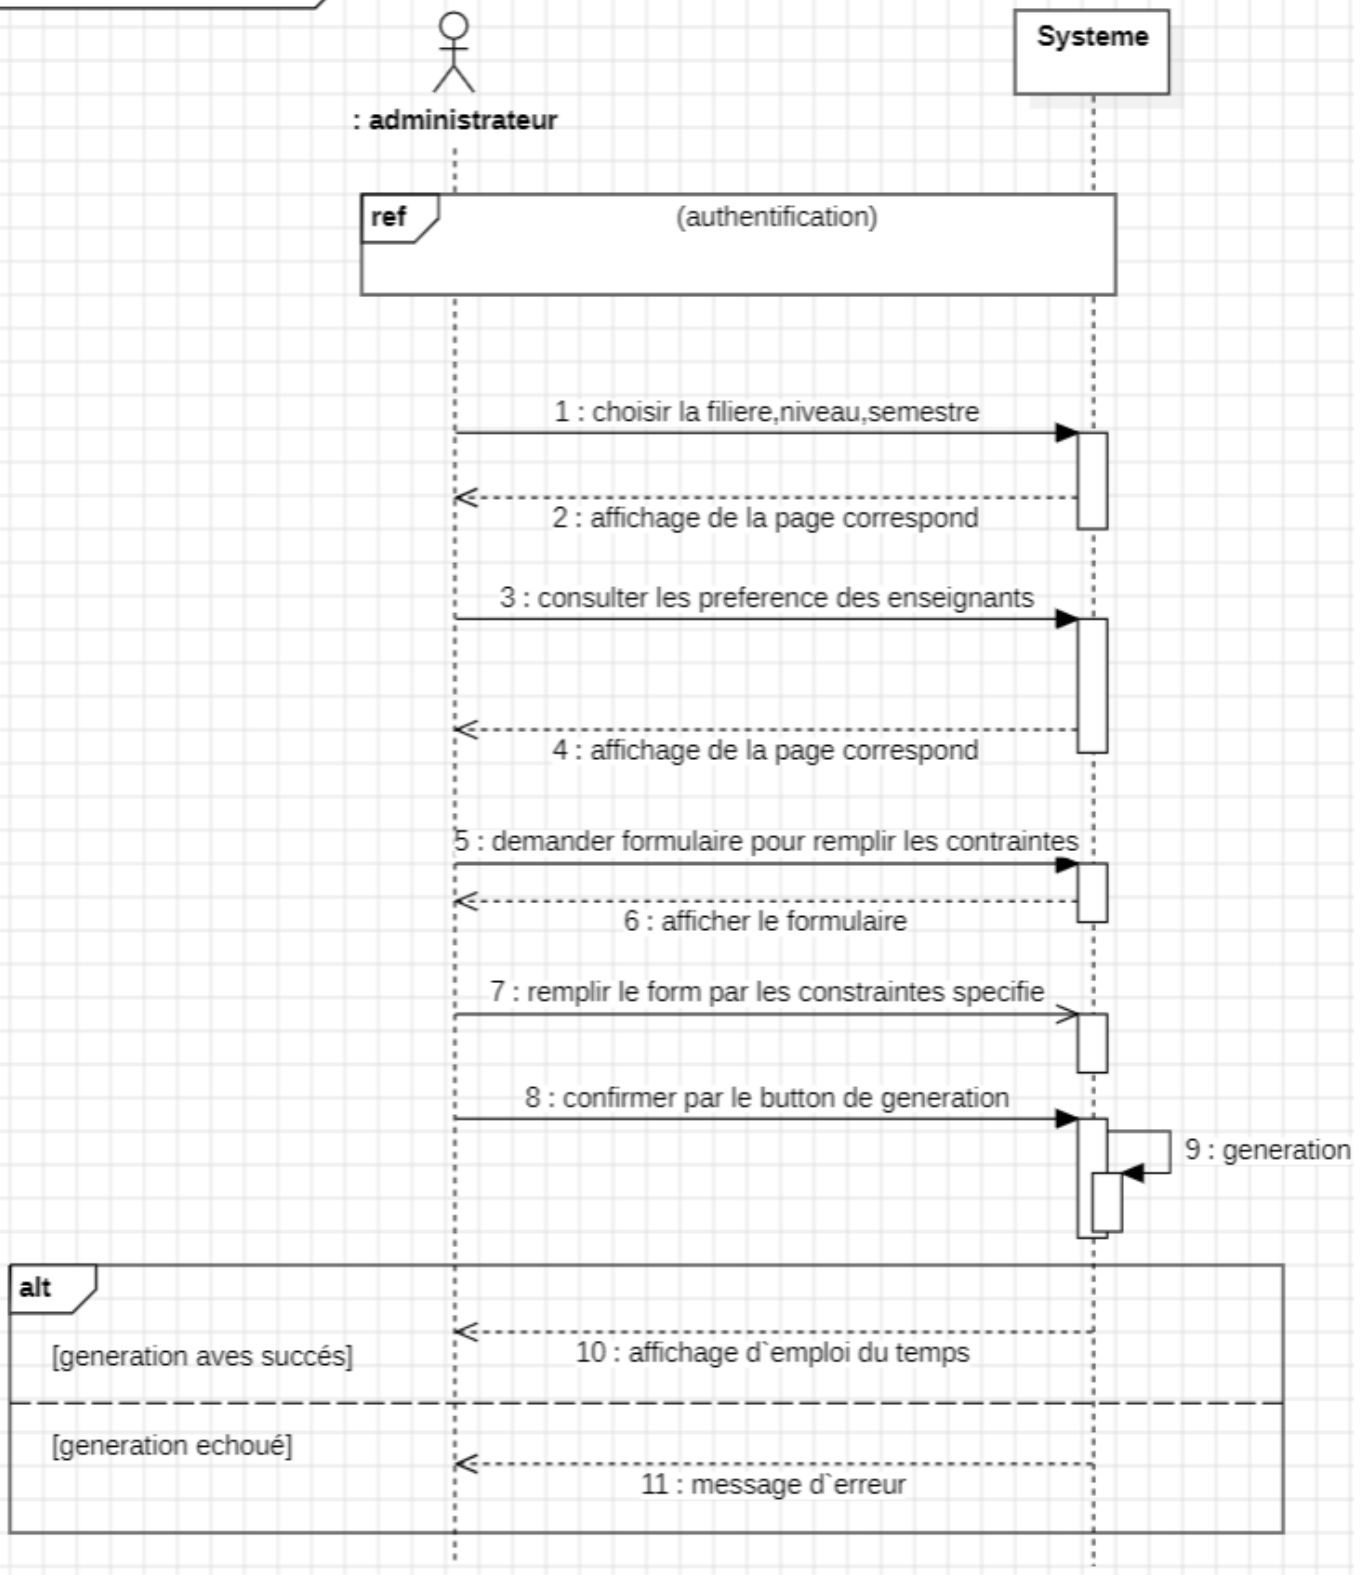 : administrateur
Systeme
ref
(authentification)
1 : choisir la filiere,niveau,semestre
2 : affichage de la page correspond
3 : consulter les preference des enseignants
4 : affichage de la page correspond
5 : demander formulaire pour remplir les contraintes
6 : afficher le formulaire
7 : remplir le form par les constraintes specifie
8 : confirmer par le button de generation
9 : generation
alt
[generation aves succés]
10 : affichage d`emploi du temps
[generation echoué]
11 : message d`erreur